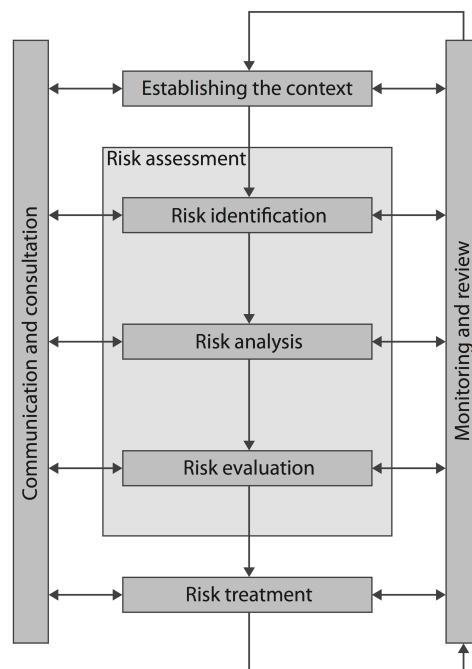 Establishing the context
Risk assessment
Risk identification
Risk analysis
Risk evaluation
Risk treatment
Communication and consultation
Monitoring and review